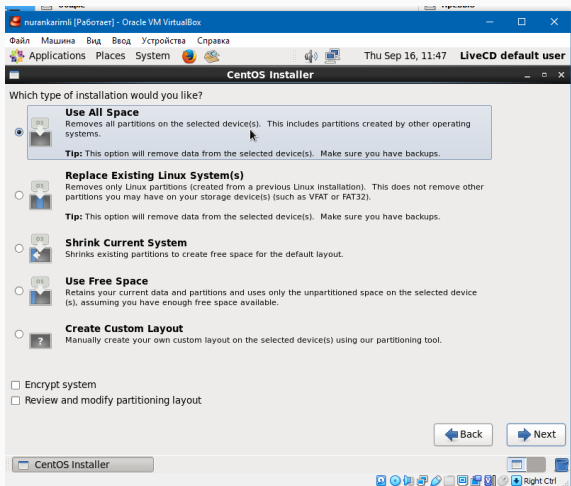 nurankarimli [Работает] - Oracle VM VirtualBox
Файл Машина Вид Ввод Устройства Справка
Applications Places System Thu Sep 16, 11:47 LiveCD default user
CentOS Installer
Which type of installation would you like?
Use All Space
Removes all partitions on the selected device(s). This includes partitions created by other operating
systems.
Tip: This option will remove data from the selected device(s). Make sure you have backups.
Replace Existing Linux System(s)
Removes only Linux partitions (created from a previous Linux installation). This does not remove other
partitions you may have on your storage device(s) (such as VFAT or FAT32).
Tip: This option will remove data from the selected device(s). Make sure you have backups.
Shrink Current System
Shrinks existing partitions to create free space for the default layout.
Use Free Space
Retains your current data and partitions and uses only the unpartitioned space on the selected device
(s), assuming you have enough free space available.
Create Custom Layout
Manually create your own custom layout on the selected device(s) using our partitioning tool.
Encrypt system
Review and modify partitioning layout
Back Next
CentOS Installer
Right Ctrl